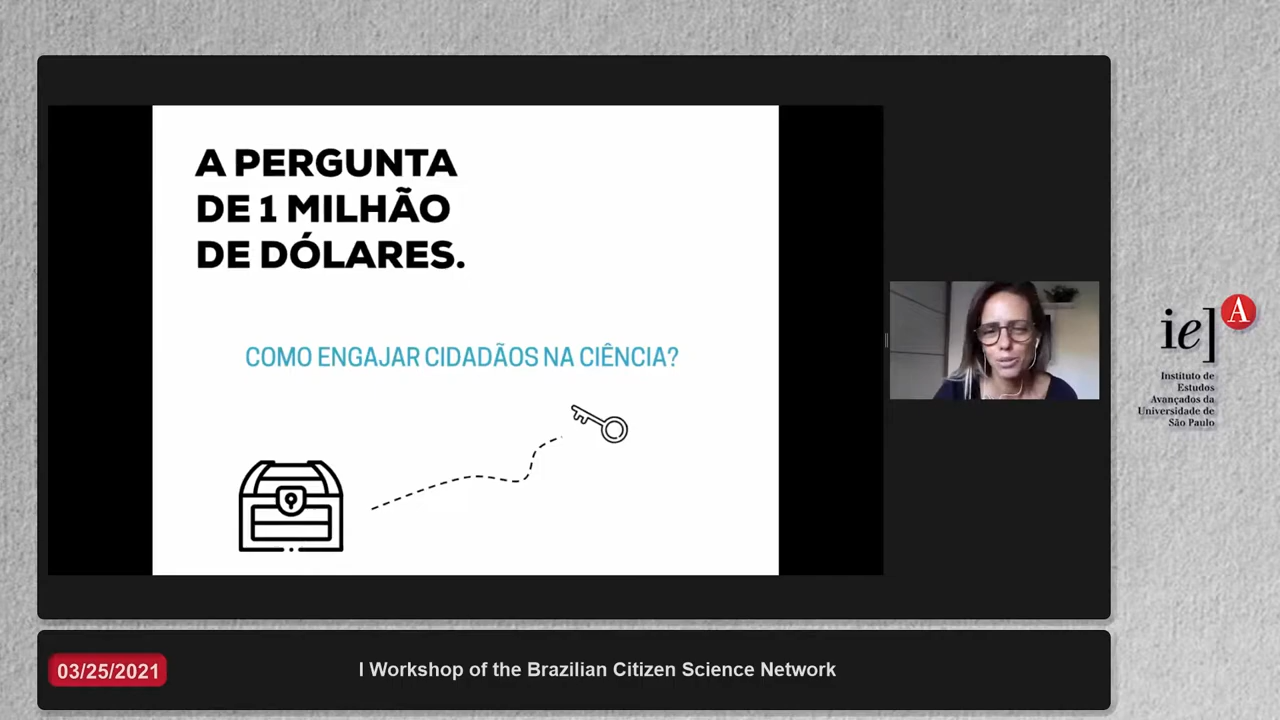 A PERGUNTA
DE 1 MILHÃO
DE DÓLARES.
COMO ENGAJAR CIDADÃOS NA CIÊNCIA?
ie]
A
Instituto de
Estudos
Avançados da
Universidade de
São Paulo
03/25/2021
I Workshop of the Brazilian Citizen Science Network